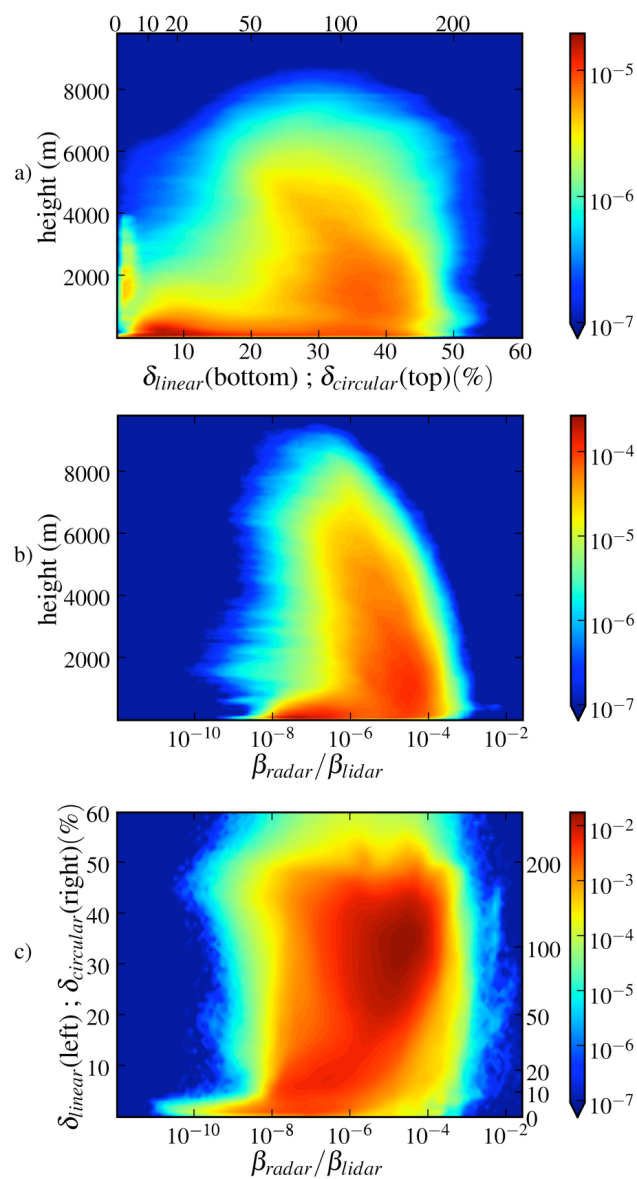 0 10 20 50 100 200
a)
height (m)
8000
6000
4000
2000
10 20 30 40 50 60
δlinear(bottom) ; δcircular(top)(%)
10−5
10−6
10−7
b)
height (m)
8000
6000
4000
2000
10−10 10−8 10−6 10−4 10−2
βradar/βlidar
10−4
10−5
10−6
10−7
c)
δlinear(left) ; δcircular(right)(%)
60
50
40
30
20
10
200
100
50
20
10
0
10−10 10−8 10−6 10−4 10−2
βradar/βlidar
10−2
10−3
10−4
10−5
10−6
10−7